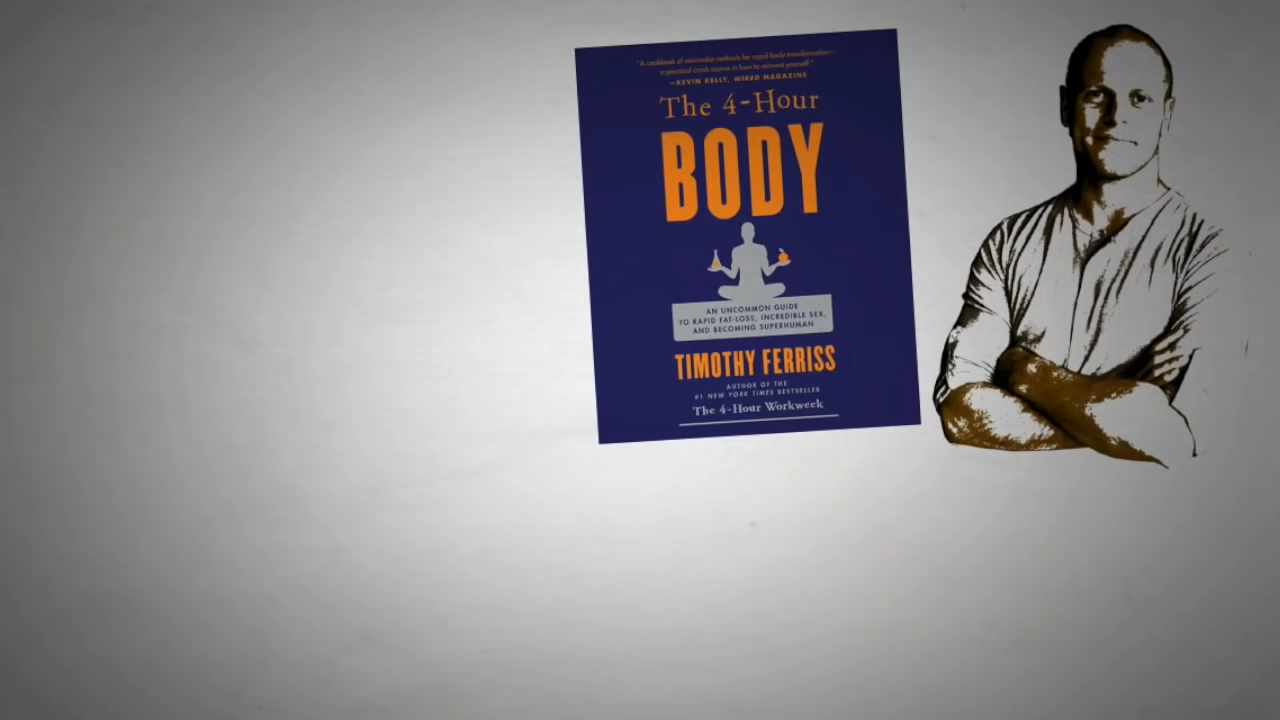 "A cookbook of minimalist methods for rapid body transformation—
a practical crash course in how to reinvent yourself."
—KEVIN KELLY, WIRED MAGAZINE
The 4-Hour
BODY
AN UNCOMMON GUIDE
TO RAPID FAT-LOSS, INCREDIBLE SEX,
AND BECOMING SUPERHUMAN
TIMOTHY FERRISS
AUTHOR OF THE
#1 NEW YORK TIMES BESTSELLER
The 4-Hour Workweek